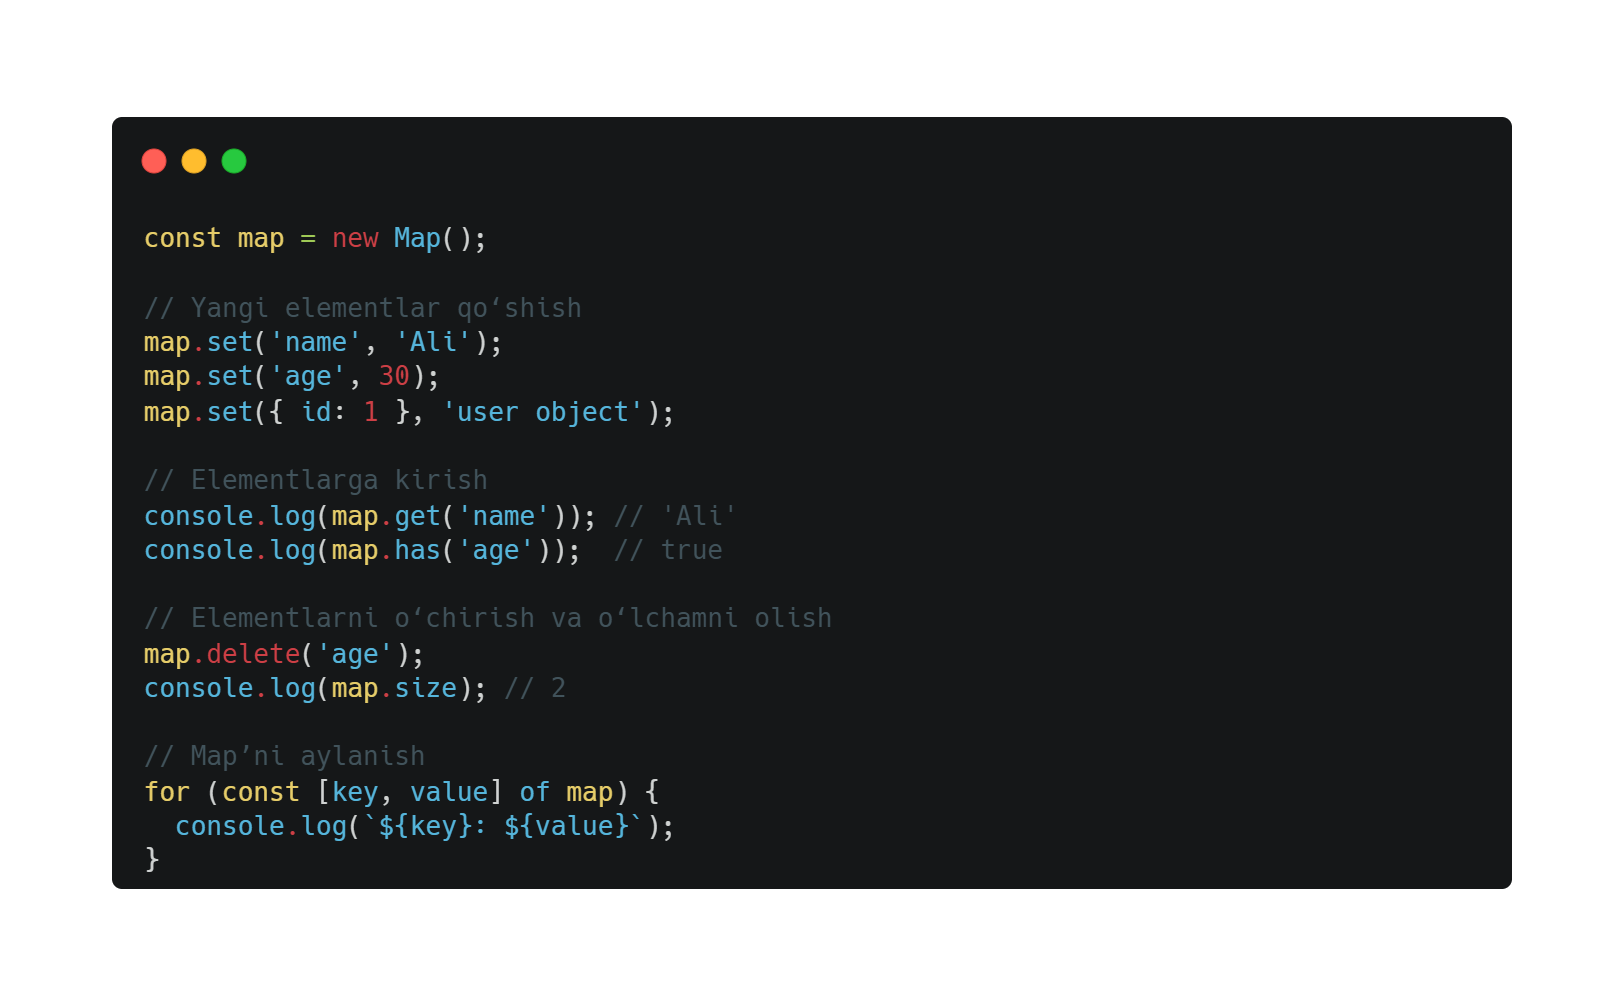 const map = new Map();
// Yangi elementlar qo‘shish
map.set('name', 'Ali');
map.set('age', 30);
map.set({ id: 1 }, 'user object');
// Elementlarga kirish
console.log(map.get('name')); // 'Ali'
console.log(map.has('age'));  // true
// Elementlarni o‘chirish va o‘lchamni olish
map.delete('age');
console.log(map.size); // 2
// Map’ni aylanish
for (const [key, value] of map) {
  console.log(`${key}: ${value}`);
}